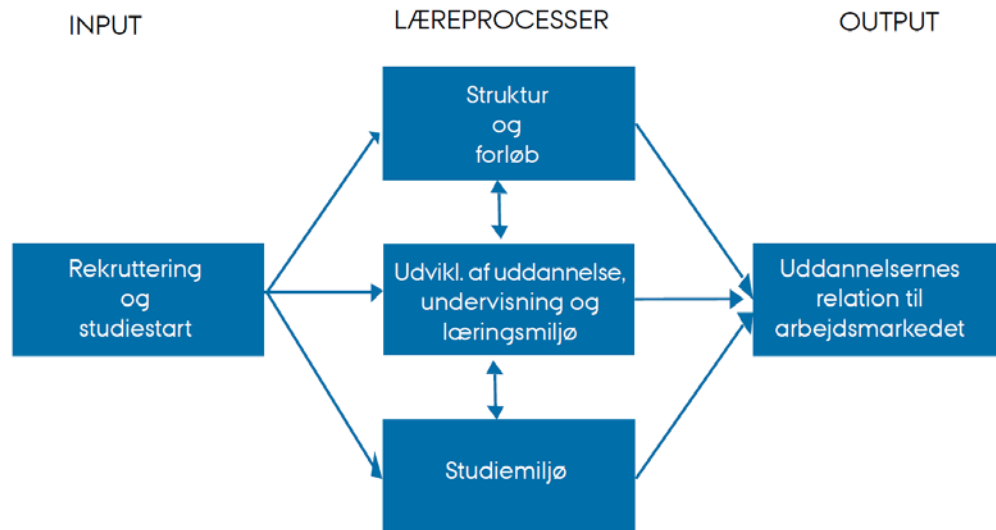 INPUT
LÆREPROCESSER
OUTPUT
Struktur
og
forløb
Rekruttering
og
studiestart
Udvikl. af uddannelse,
undervisning og
læringsmiljø
Uddannelsernes
relation til
arbejdsmarkedet
Studiemiljø